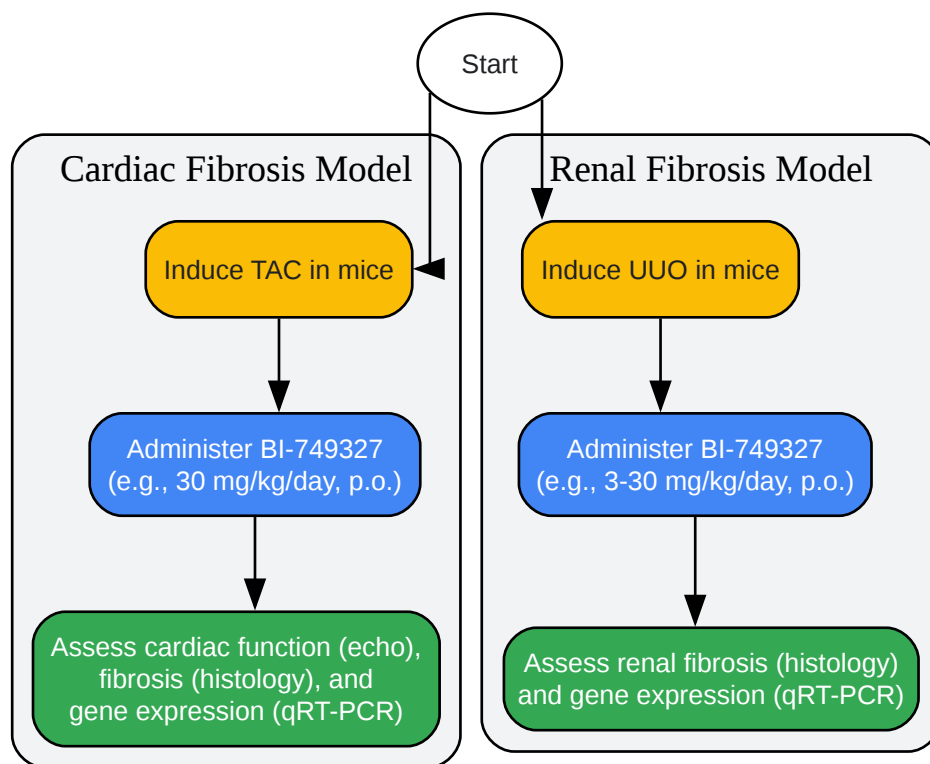 Start
Cardiac Fibrosis Model
Induce TAC in mice
Administer BI-749327
(e.g., 30 mg/kg/day, p.o.)
Assess cardiac function (echo),
fibrosis (histology), and
gene expression (qRT-PCR)
Renal Fibrosis Model
Induce UUO in mice
Administer BI-749327
(e.g., 3-30 mg/kg/day, p.o.)
Assess renal fibrosis (histology)
and gene expression (qRT-PCR)